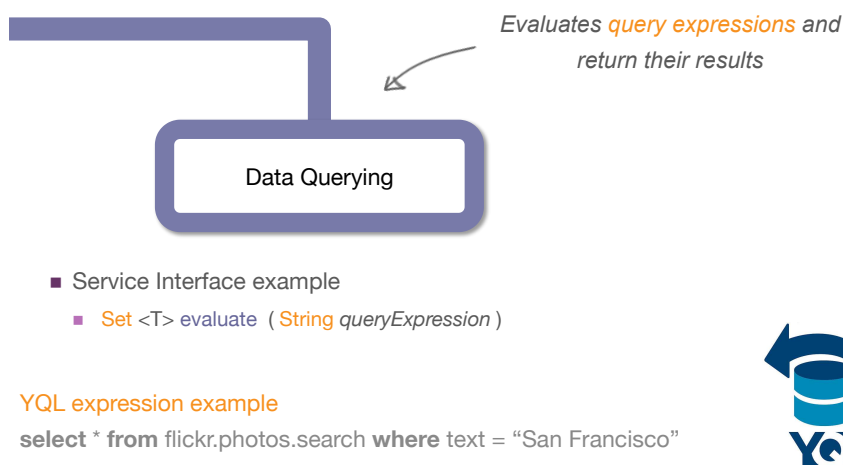 Evaluates query expressions and
return their results
Data Querying
■ Service Interface example
■ Set <T> evaluate ( String queryExpression )
YQL expression example
select * from flickr.photos.search where text = “San Francisco”